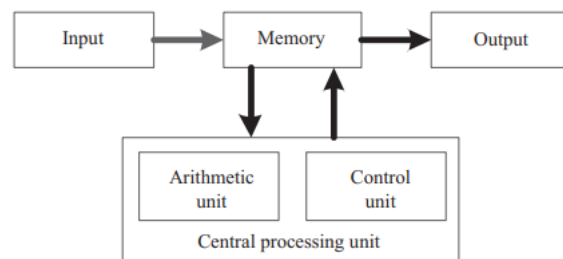 Input
Memory
Output
Arithmetic
unit
Control
unit
Central processing unit